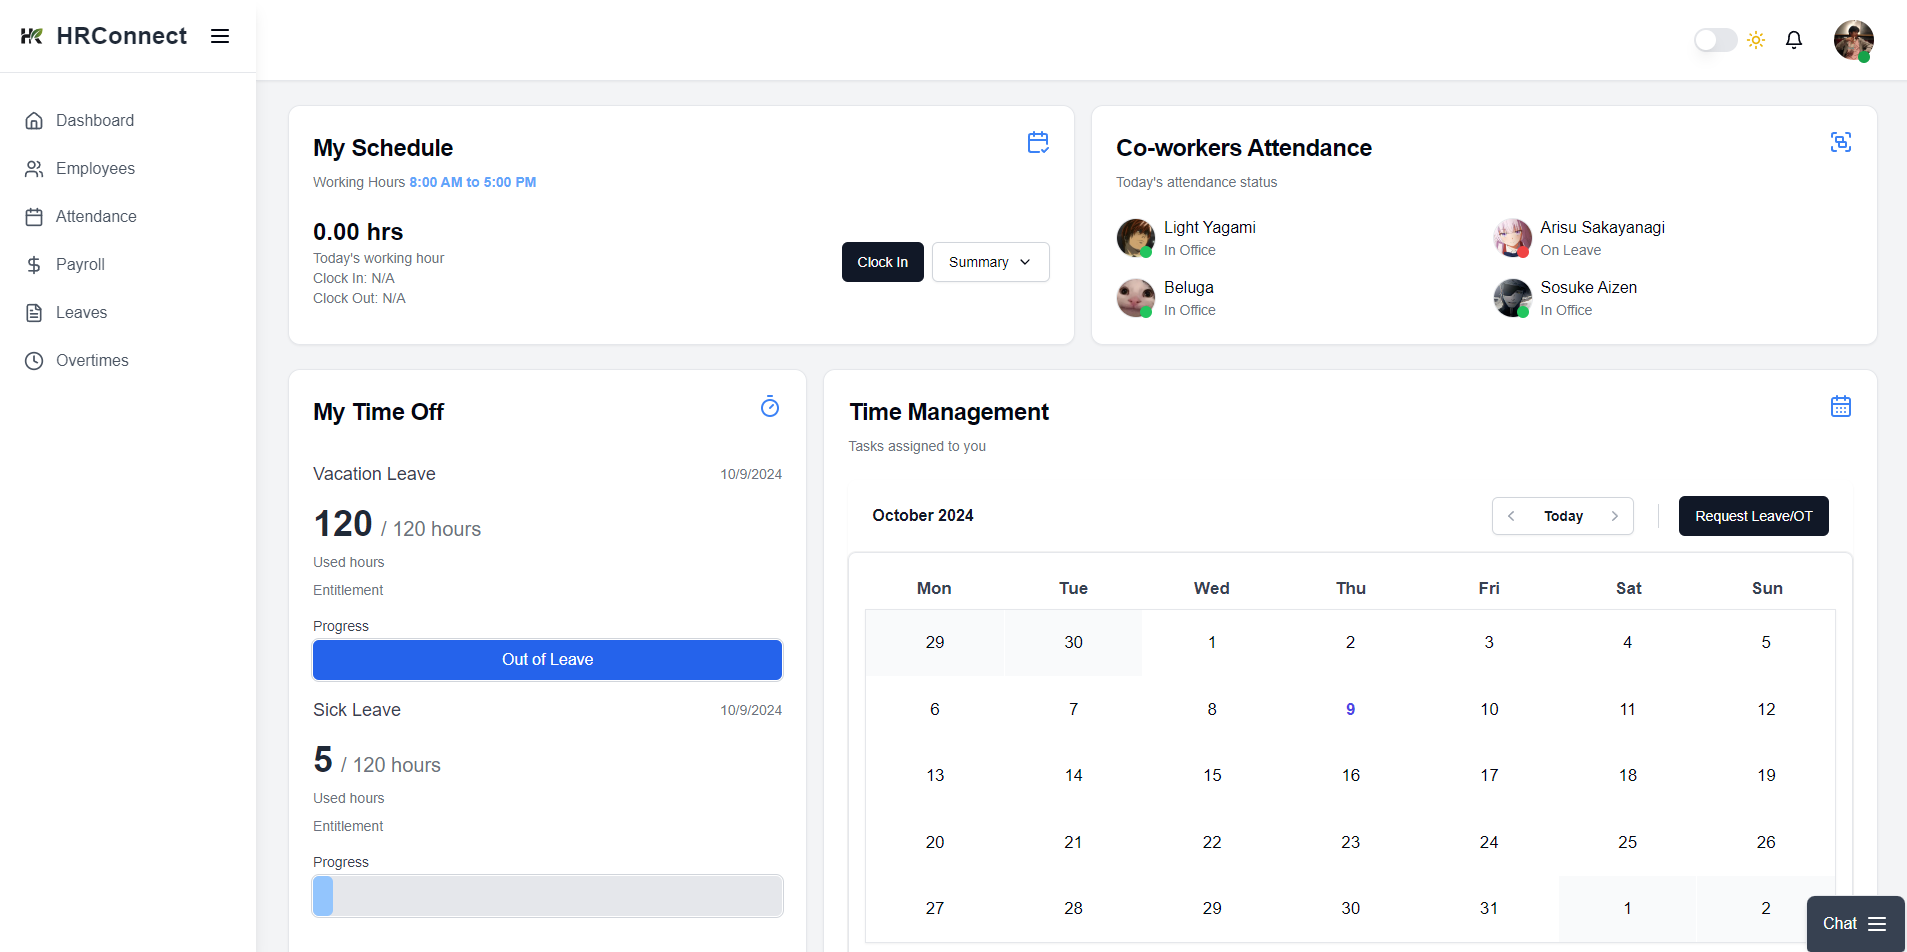 HRConnect
Dashboard
Employees
Attendance
Payroll
Leaves
Overtimes
My Schedule
Working Hours 8:00 AM to 5:00 PM
0.00 hrs
Today's working hour
Clock In: N/A
Clock Out: N/A
Clock In
Summary
Co-workers Attendance
Today's attendance status
Light Yagami
In Office
Arisu Sakayanagi
On Leave
Beluga
In Office
Sosuke Aizen
In Office
My Time Off
Vacation Leave 10/9/2024
120 / 120 hours
Used hours
Entitlement
Progress
Out of Leave
Sick Leave 10/9/2024
5 / 120 hours
Used hours
Entitlement
Progress
Time Management
Tasks assigned to you
October 2024
Today
Request Leave/OT
Mon Tue Wed Thu Fri Sat Sun
29 30 1 2 3 4 5
6 7 8 9 10 11 12
13 14 15 16 17 18 19
20 21 22 23 24 25 26
27 28 29 30 31 1 2
Chat